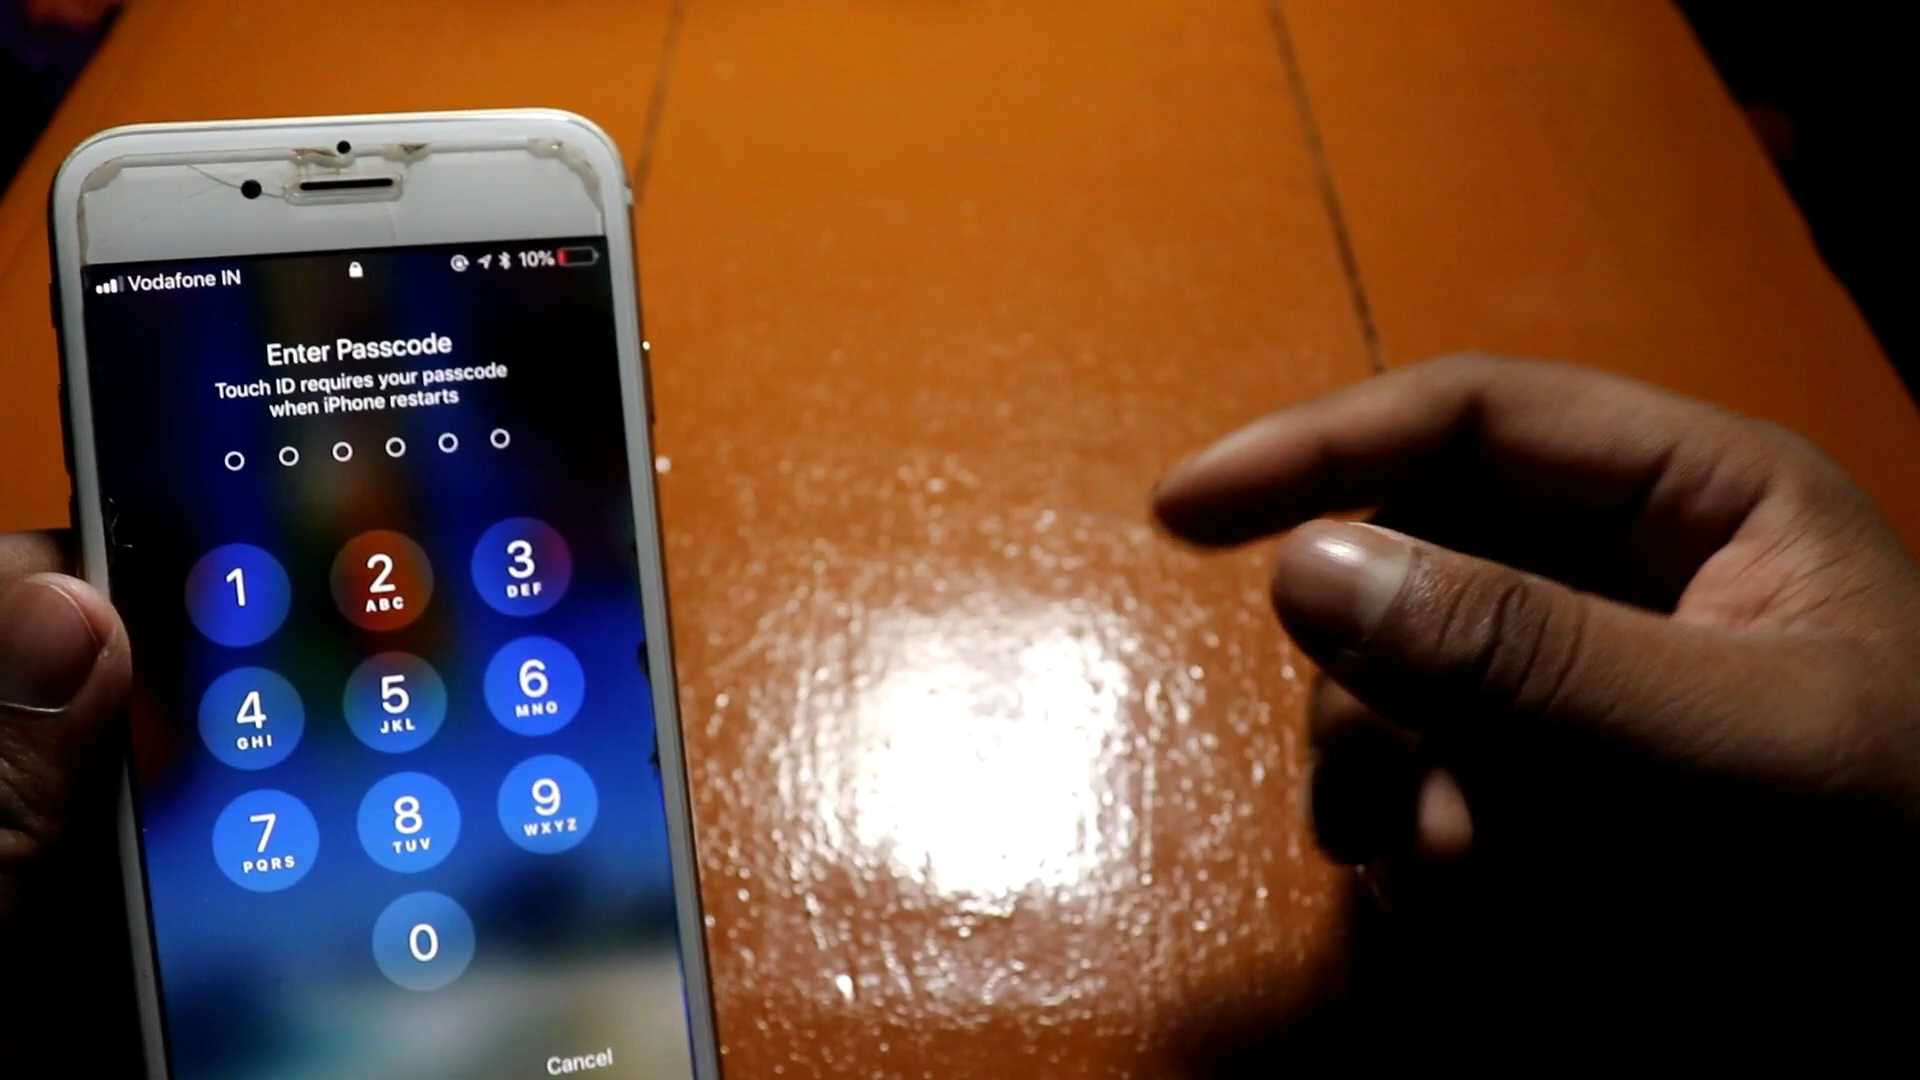 Vodafone IN
10%
Enter Passcode
Touch ID requires your passcode
when iPhone restarts
1
2
ABC
3
DEF
4
GHI
5
JKL
6
MNO
7
PQRS
8
TUV
9
WXYZ
0
Cancel